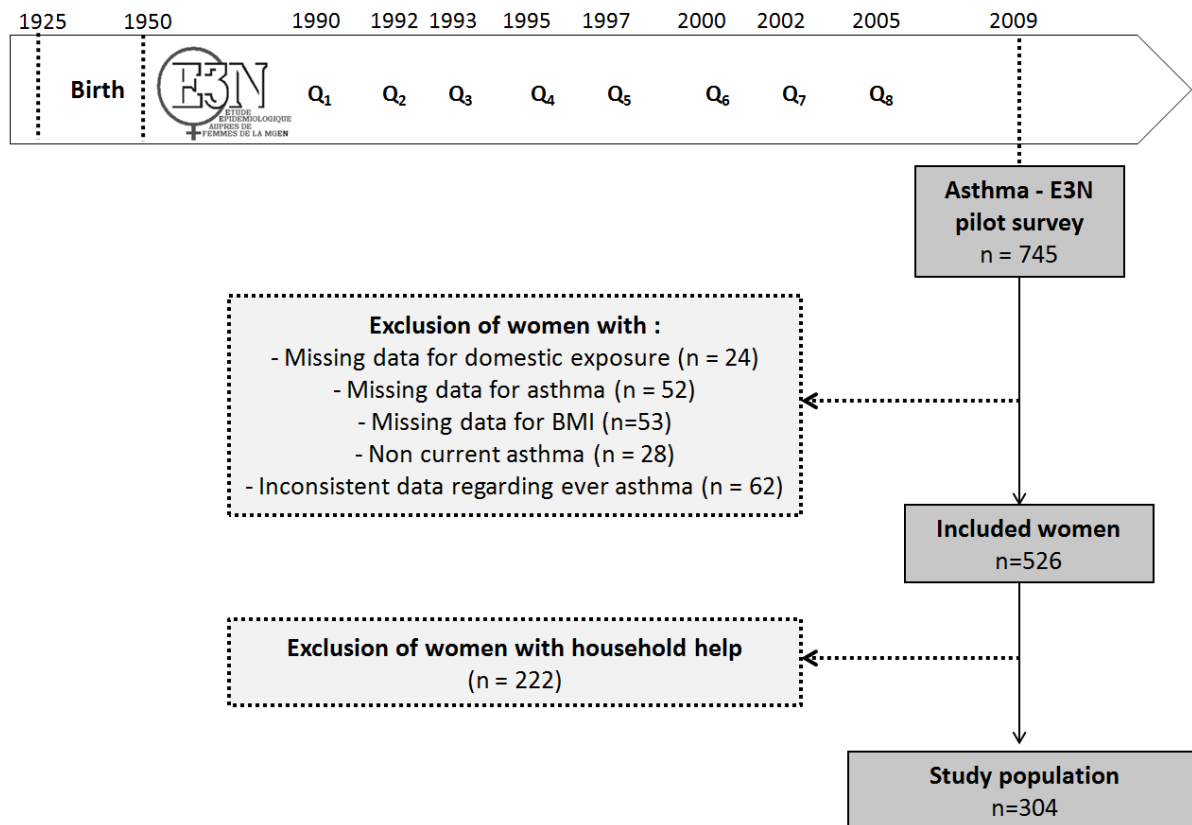 1925 1950 1990 1992 1993 1995 1997 2000 2002 2005 2009
Birth E3N Q₁ Q₂ Q₃ Q₄ Q₅ Q₆ Q₇ Q₈
ETUDE
EPIDEMIOLOGIQUE
AUPRES DE
FEMMES DE LA MGEN
Asthma - E3N
pilot survey
n = 745
Exclusion of women with :
- Missing data for domestic exposure (n = 24)
- Missing data for asthma (n = 52)
- Missing data for BMI (n=53)
- Non current asthma (n = 28)
- Inconsistent data regarding ever asthma (n = 62)
Included women
n=526
Exclusion of women with household help
(n = 222)
Study population
n=304